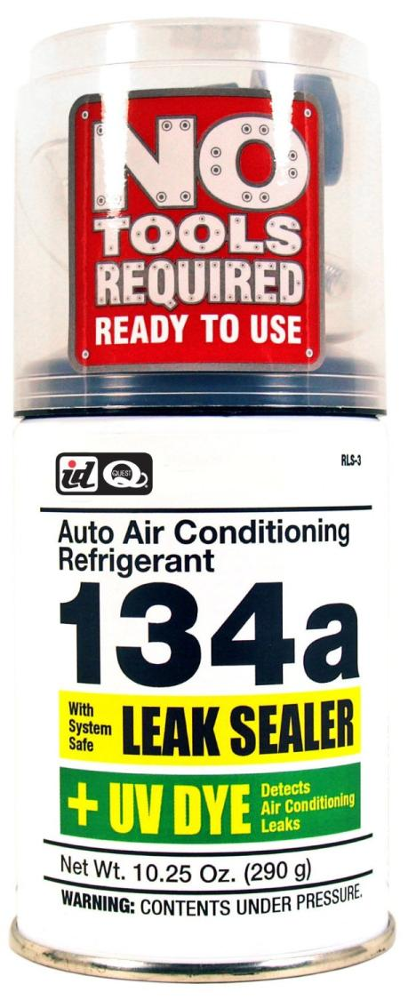 NO
TOOLS
REQUIRED
READY TO USE
id QUEST
RLS-3
Auto Air Conditioning
Refrigerant
134a
With
System
Safe
LEAK SEALER
+ UV DYE
Detects
Air Conditioning
Leaks
Net Wt. 10.25 Oz. (290 g)
WARNING: CONTENTS UNDER PRESSURE.